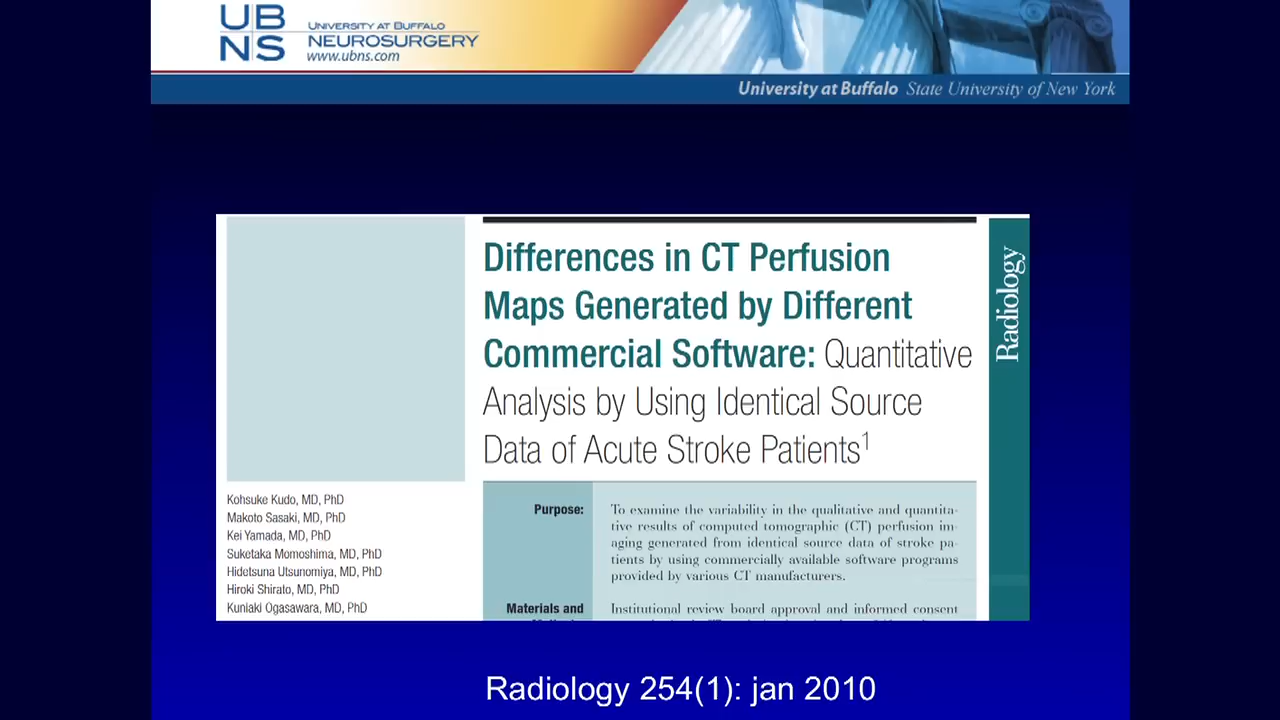 UB
NS
UNIVERSITY AT BUFFALO
NEUROSURGERY
www.ubns.com
University at Buffalo State University of New York
Differences in CT Perfusion
Maps Generated by Different
Commercial Software: Quantitative
Analysis by Using Identical Source
Data of Acute Stroke Patients1
Radiology
Kohsuke Kudo, MD, PhD
Makoto Sasaki, MD, PhD
Kei Yamada, MD, PhD
Suketaka Momoshima, MD, PhD
Hidetsuna Utsunomiya, MD, PhD
Hiroki Shirato, MD, PhD
Kuniaki Ogasawara, MD, PhD
Purpose:
To examine the variability in the qualitative and quantita-
tive results of computed tomographic (CT) perfusion im-
aging generated from identical source data of stroke pa-
tients by using commercially available software programs
provided by various CT manufacturers.
Materials and
Institutional review board approval and informed consent
Radiology 254(1): jan 2010